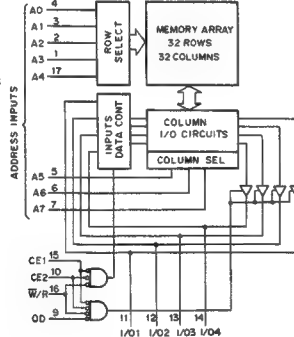 ADDRESS INPUTS
A0 4
A1 3
A2 2
A3 1
A4 17
ROW SELECT
MEMORY ARRAY
32 ROWS
32 COLUMNS
INPUTS DATA CONT
COLUMN
I/O CIRCUITS
COLUMN SEL
A5 5
A6 6
A7 7
CE1 15
CE2 10
W/R 16
OD 9
11 12 13 14
I/O1 I/O2 I/O3 I/O4